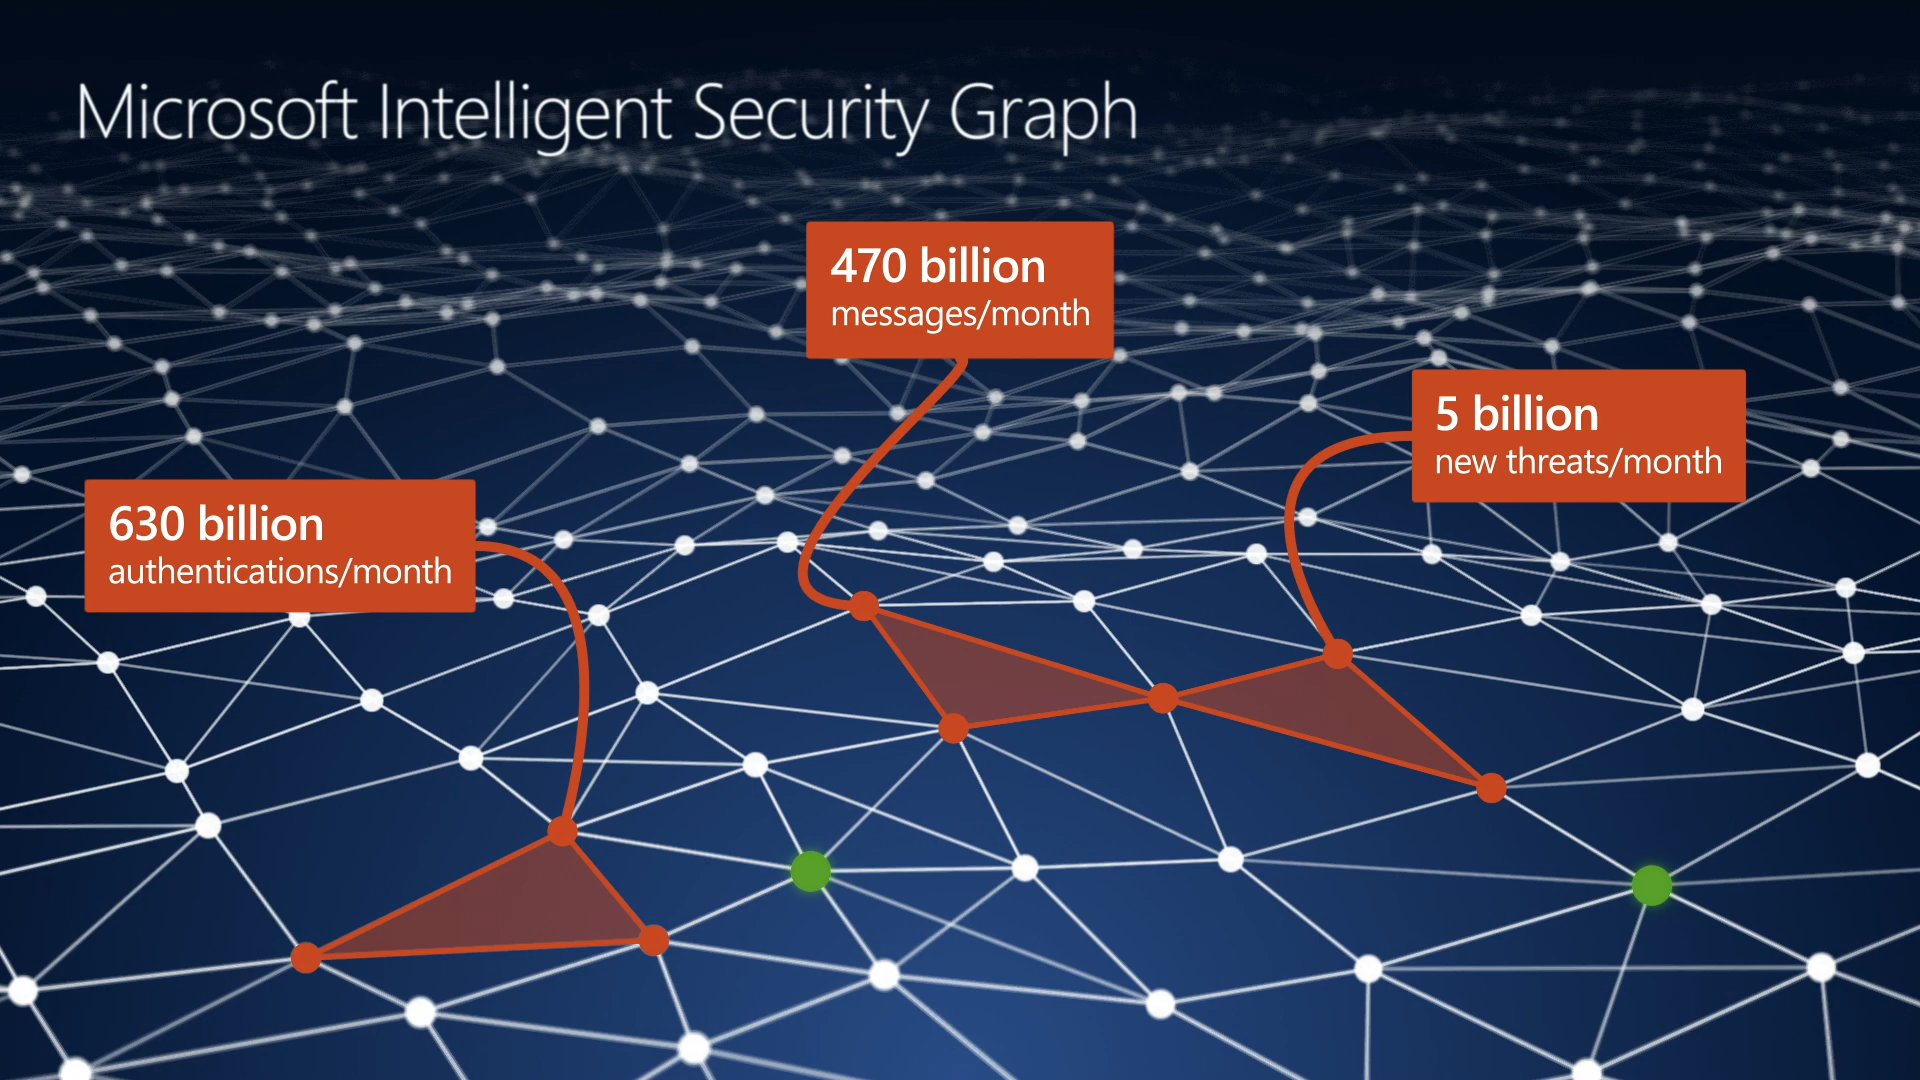 Microsoft Intelligent Security Graph
470 billion
messages/month
5 billion
new threats/month
630 billion
authentications/month